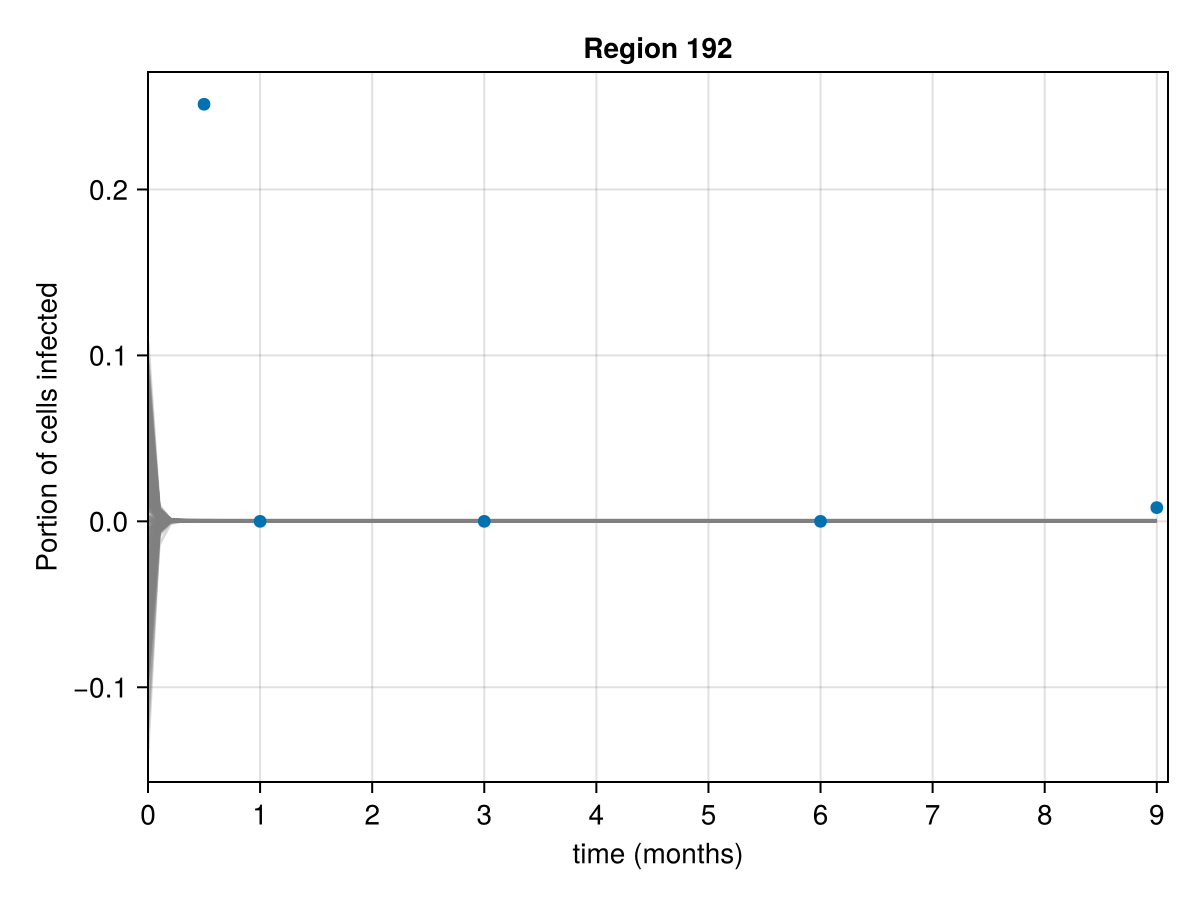 Region 192
Portion of cells infected
0.2
0.1
0.0
−0.1
0 1 2 3 4 5 6 7 8 9
time (months)